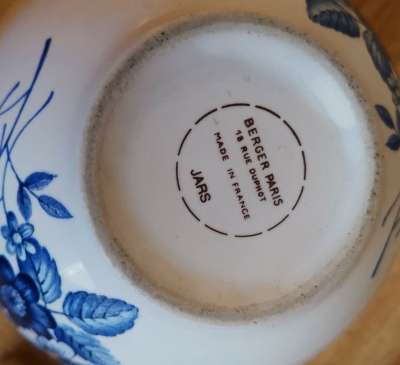 BERGER PARIS
18 RUE DUPHOT
MADE IN FRANCE
JARS